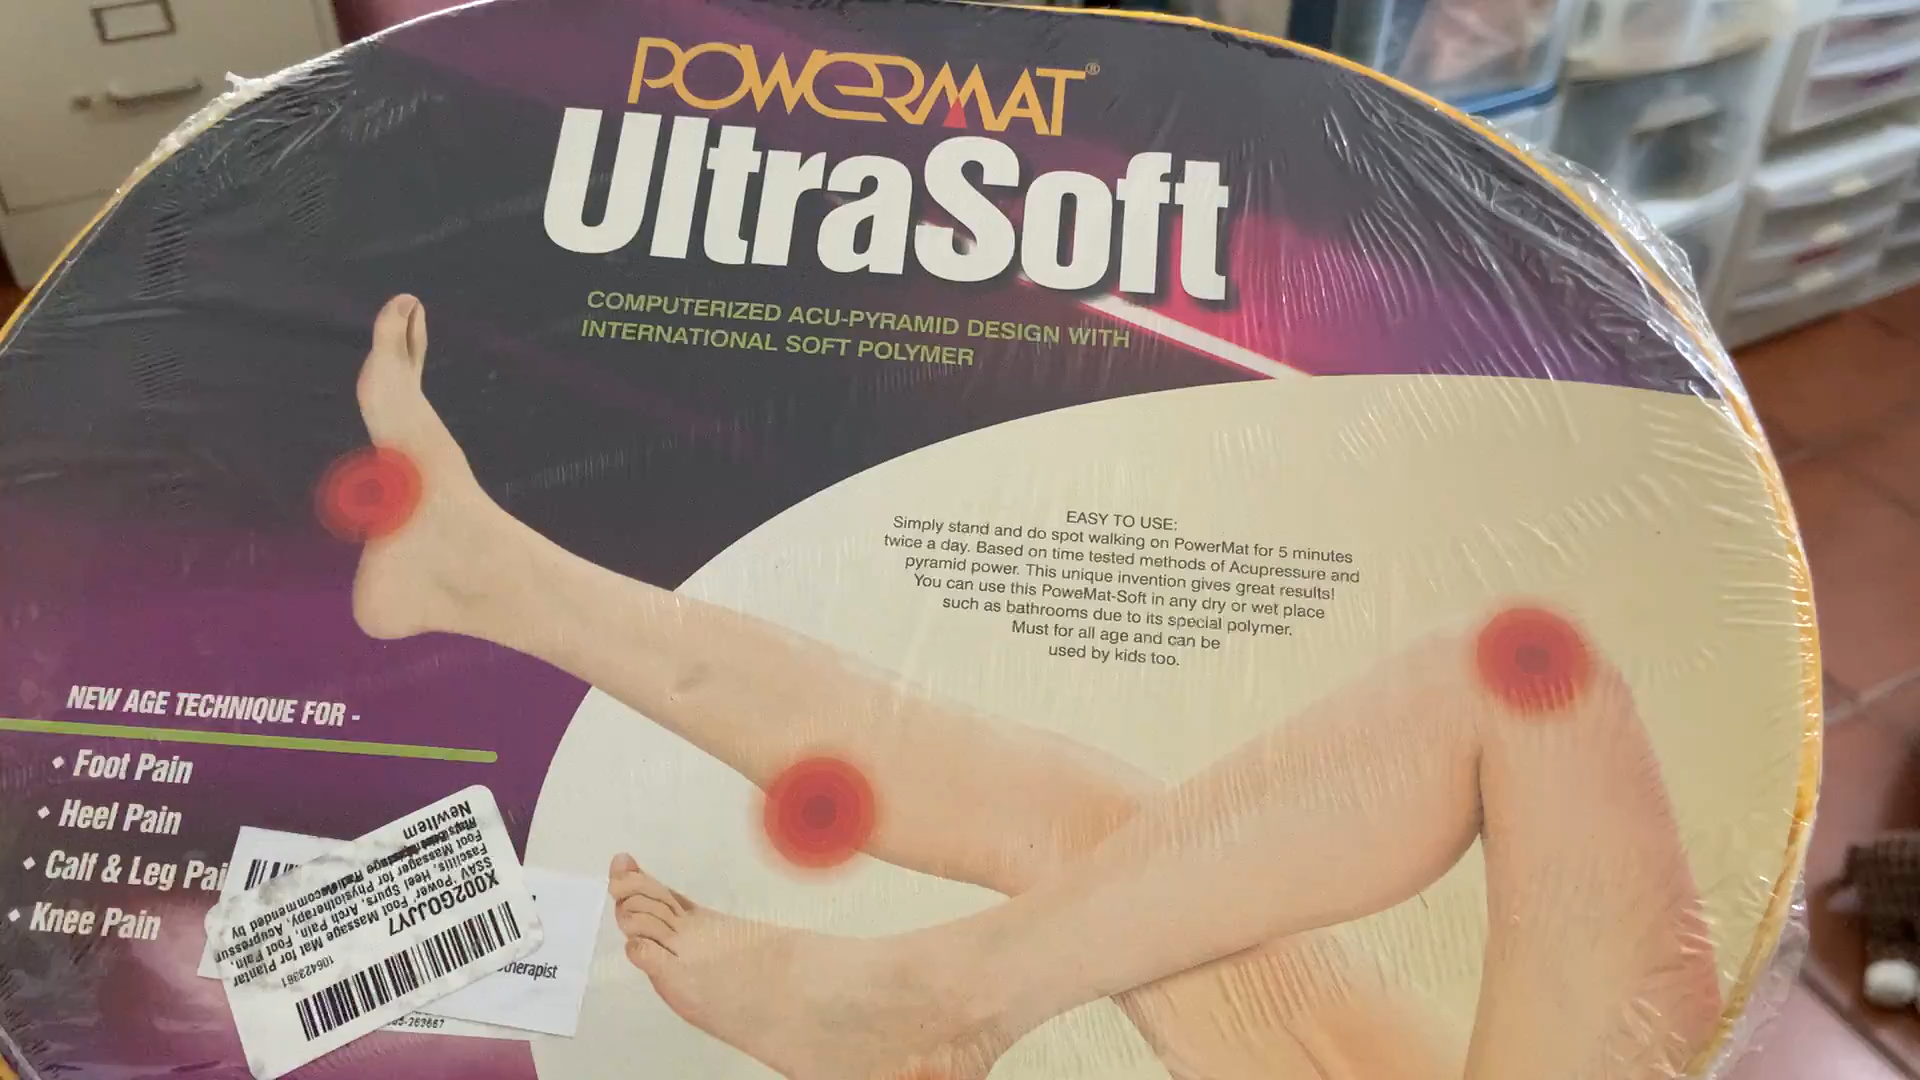 POWERMAT®
UltraSoft
COMPUTERIZED ACU-PYRAMID DESIGN WITH
INTERNATIONAL SOFT POLYMER
EASY TO USE:
Simply stand and do spot walking on PowerMat for 5 minutes
twice a day. Based on time tested methods of Acupressure and
pyramid power. This unique invention gives great results!
You can use this PoweMat-Soft in any dry or wet place
such as bathrooms due to its special polymer.
Must for all age and can be
used by kids too.
NEW AGE TECHNIQUE FOR -
• Foot Pain
• Heel Pain
• Calf & Leg Pai
• Knee Pain
106423361
X002GOJJY7
SSAV 'Power' Foot Massage Mat for Plantar
Fasciitis, Heel Spurs, Arch Pain, Foot Pain,
Foot Massager for Physiotherapy, Acupressur
recommended by
NewItem
therapist
-263667